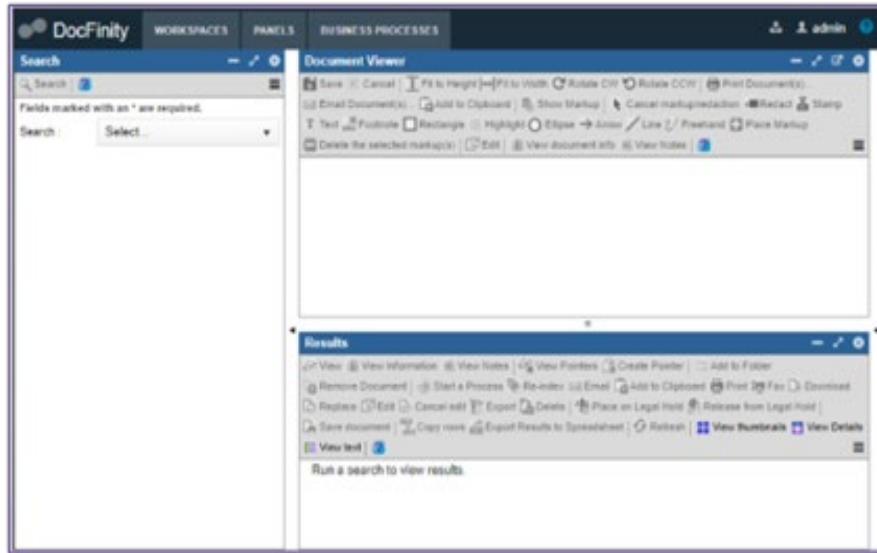 DocFinity WORKSPACES PANELS BUSINESS PROCESSES admin
Search
Search
Fields marked with an * are required.
Search : Select...
Document Viewer
Save Cancel Fit to Height Fit to Width Rotate CW Rotate CCW Print Document(s)...
Email Document(s)... Add to Clipboard Show Markup Cancel markup/redaction Redact Stamp
Text Footnote Rectangle Highlight Ellipse Arrow Line Freehand Place Markup
Delete the selected markup(s) Edit View document info View Notes
Results
View View Information View Notes View Pointers Create Pointer Add to Folder
Remove Document Start a Process Re-index Email Add to Clipboard Print Fax Download
Replace Edit Cancel edit Export Delete Place on Legal Hold Release from Legal Hold
Save document Copy rows Export Results to Spreadsheet Refresh View thumbnails View Details
View text
Run a search to view results.